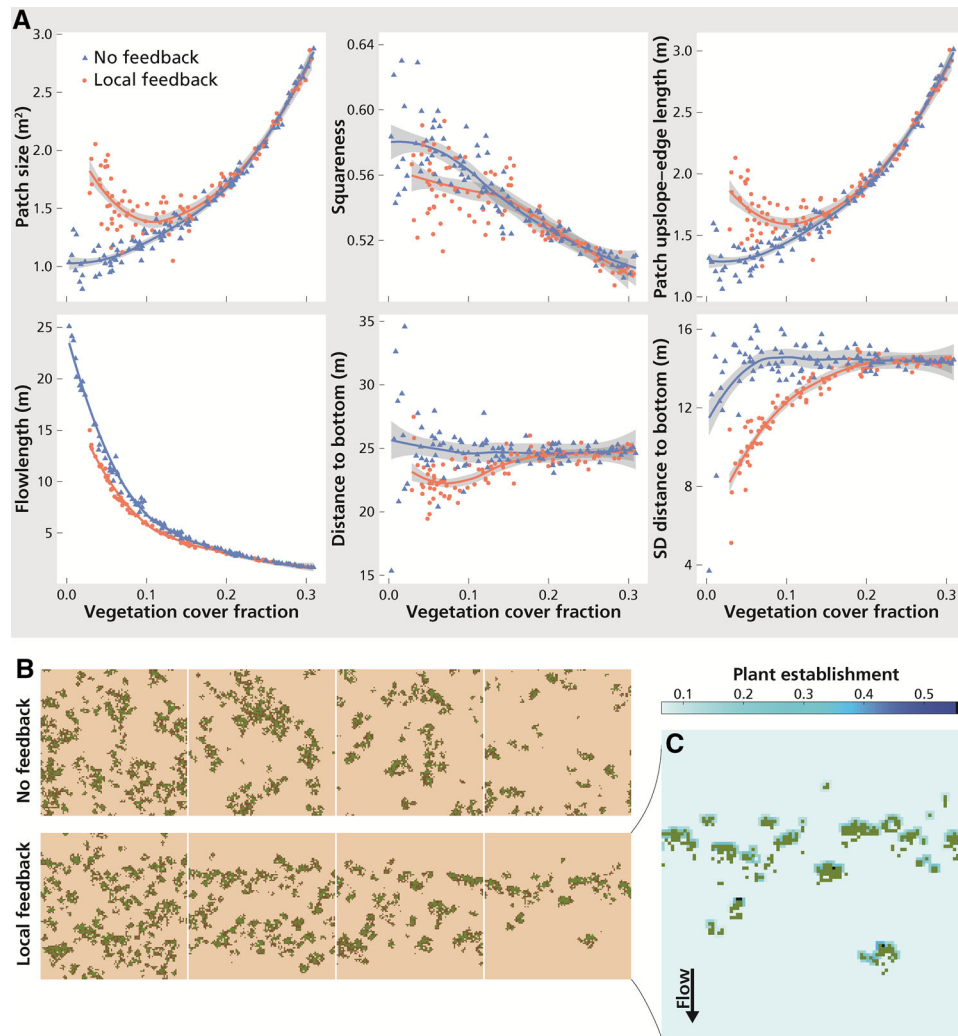 A
No feedback
Local feedback
Patch size (m²)
3.0
2.5
2.0
1.5
1.0
Squareness
0.64
0.60
0.56
0.52
Patch upslope–edge length (m)
3.0
2.5
2.0
1.5
1.0
Flowlength (m)
25
20
15
10
5
0.0 0.1 0.2 0.3
Vegetation cover fraction
Distance to bottom (m)
35
30
25
20
15
0.0 0.1 0.2 0.3
Vegetation cover fraction
SD distance to bottom (m)
16
12
8
4
0.0 0.1 0.2 0.3
Vegetation cover fraction
B
No feedback
Local feedback
Plant establishment
0.1 0.2 0.3 0.4 0.5
C
Flow